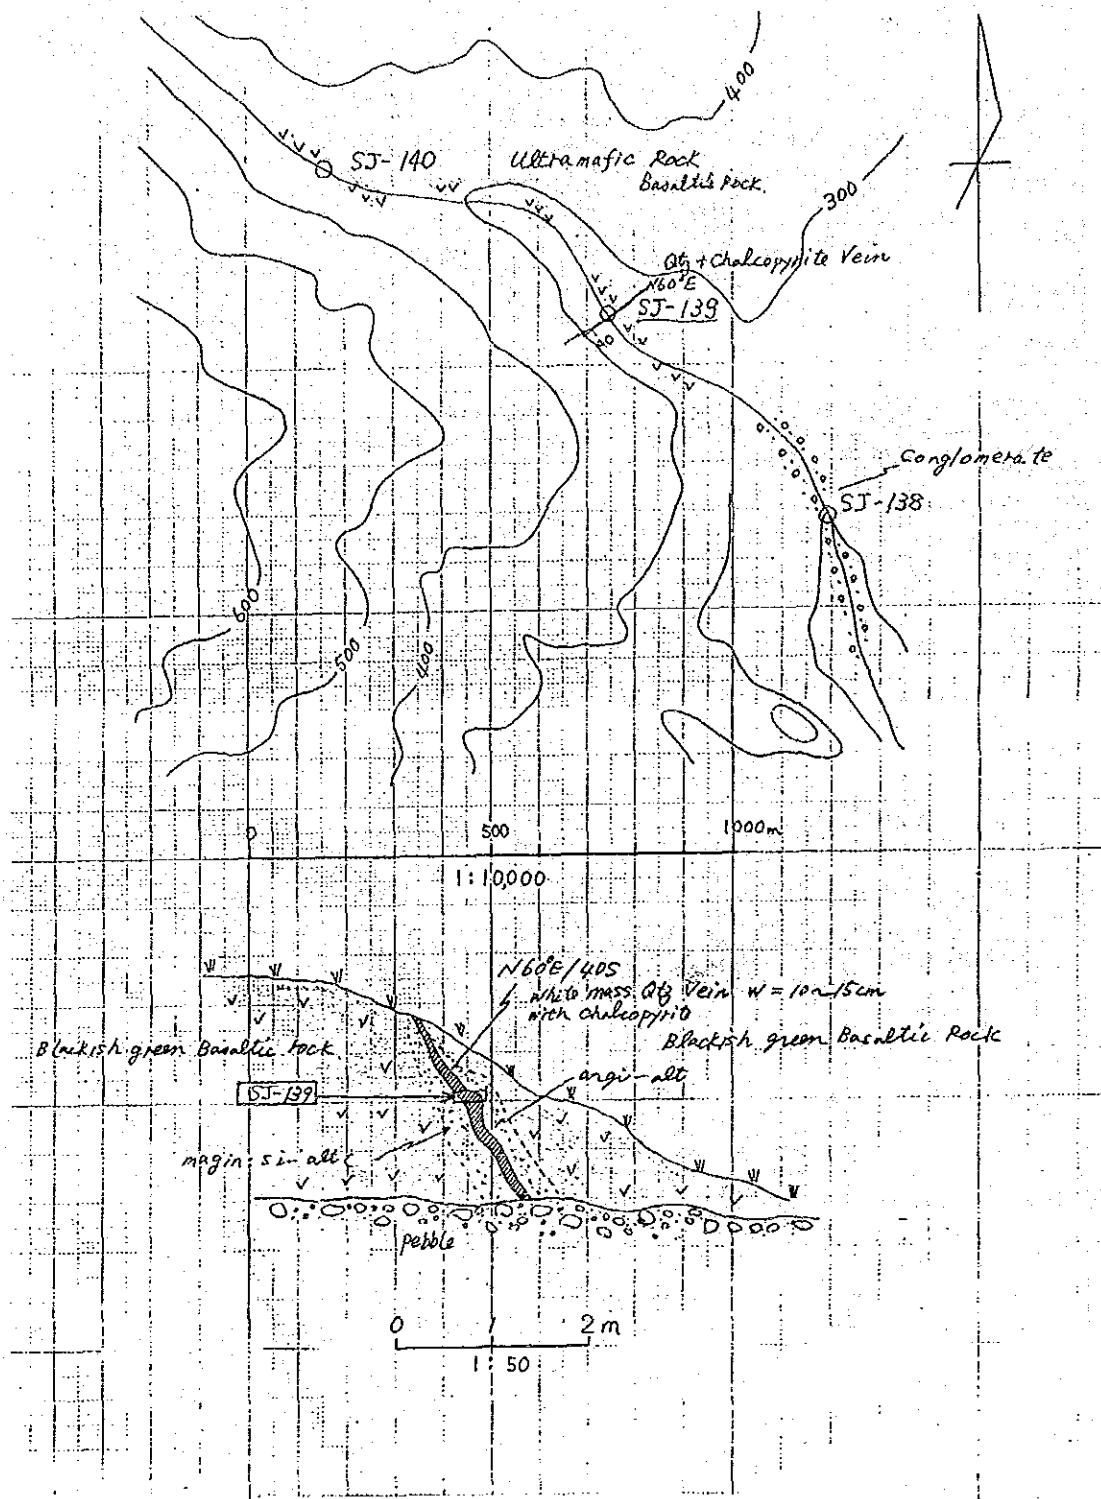 400
SJ-140
Ultramafic Rock
Basaltic Rock.
300
Qtz + Chalcopyrite Vein
N60°E
SJ-139
40
Conglomerate
SJ-138
600
500
400
0 500 1000m
1:10,000
N60°E/40S
White mass Qtz Vein w = 10~15cm
with chalcopyrite
Blackish green Basaltic rock
Blackish green Basaltic Rock
argi-alt
SJ-139
magin: sin alt
pebble
0 1 2m
1:50